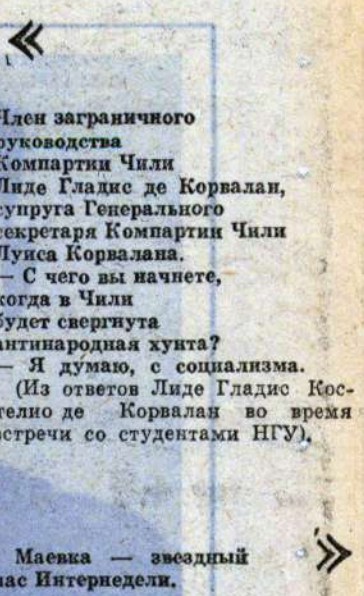 «
Член заграничного
руководства
Компартии Чили
Лиде Гладис де Корвалан,
супруга Генерального
секретаря Компартии Чили
Луиса Корвалана.
— С чего вы начнете,
когда в Чили
будет свергнута
антинародная хунта?
— Я думаю, с социализма.
(Из ответов Лиде Гладис Кос-
телио де Корвалан во время
встречи со студентами НГУ).
Маевка — звездный
час Интернедели.
»